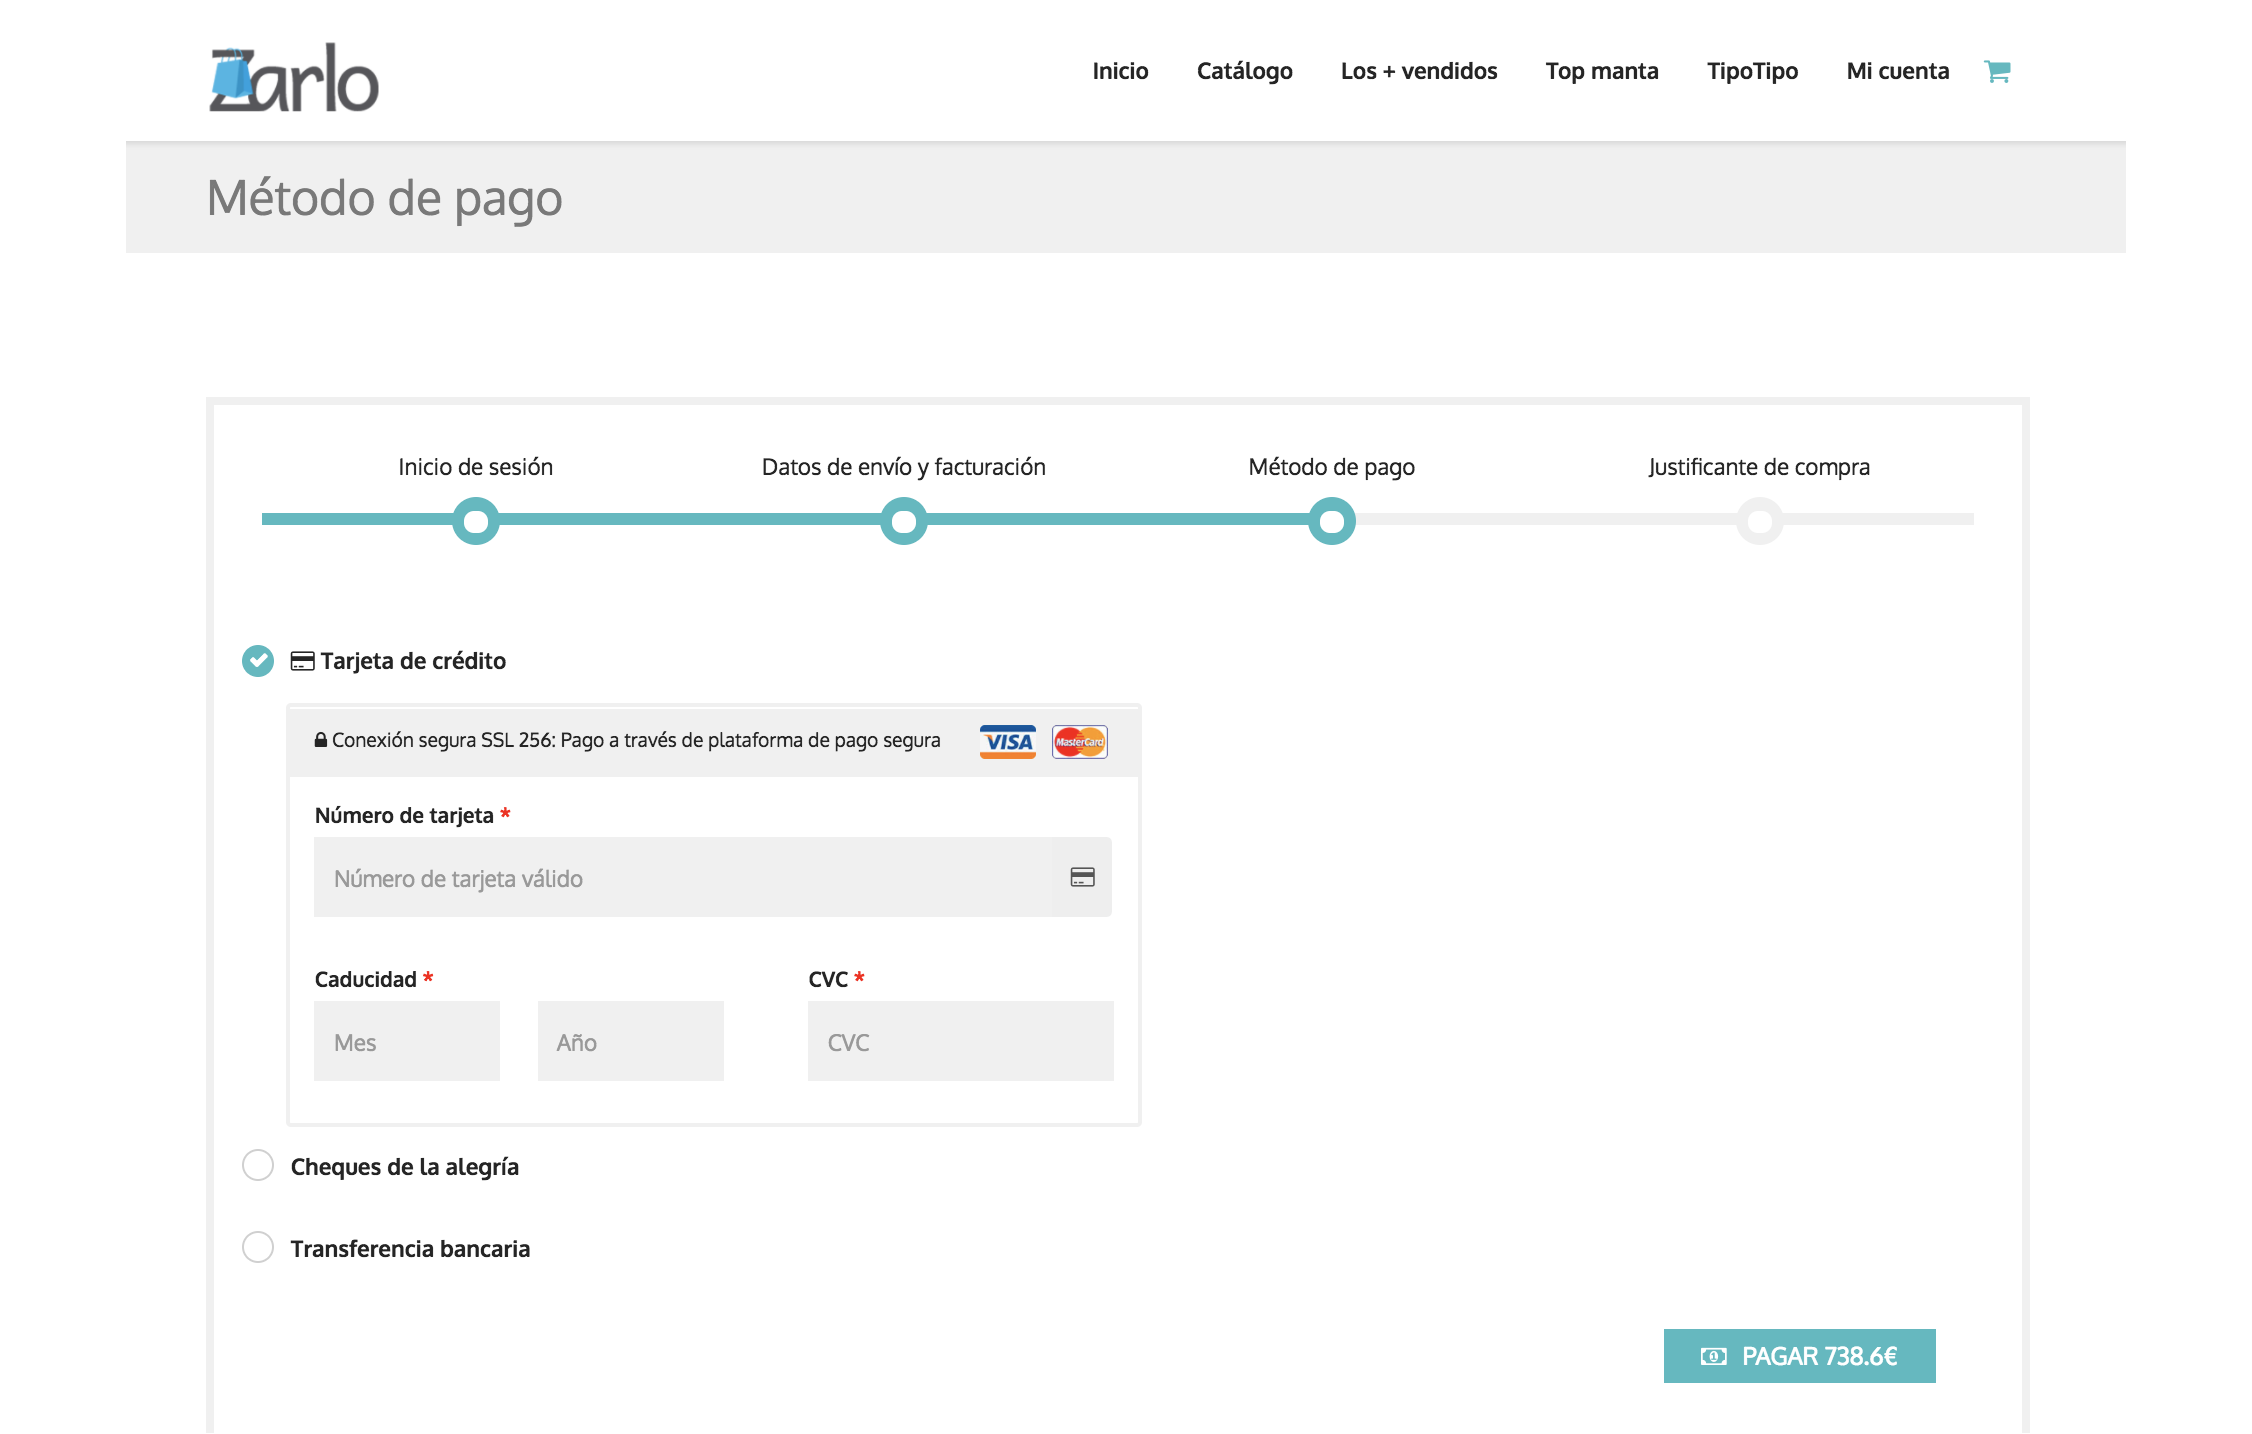 Zarlo
Inicio Catálogo Los + vendidos Top manta TipoTipo Mi cuenta
Método de pago
Inicio de sesión Datos de envío y facturación Método de pago Justificante de compra
Tarjeta de crédito
Conexión segura SSL 256: Pago a través de plataforma de pago segura VISA MasterCard
Número de tarjeta *
Número de tarjeta válido
Caducidad * CVC *
Mes Año CVC
Cheques de la alegría
Transferencia bancaria
PAGAR 738.6€